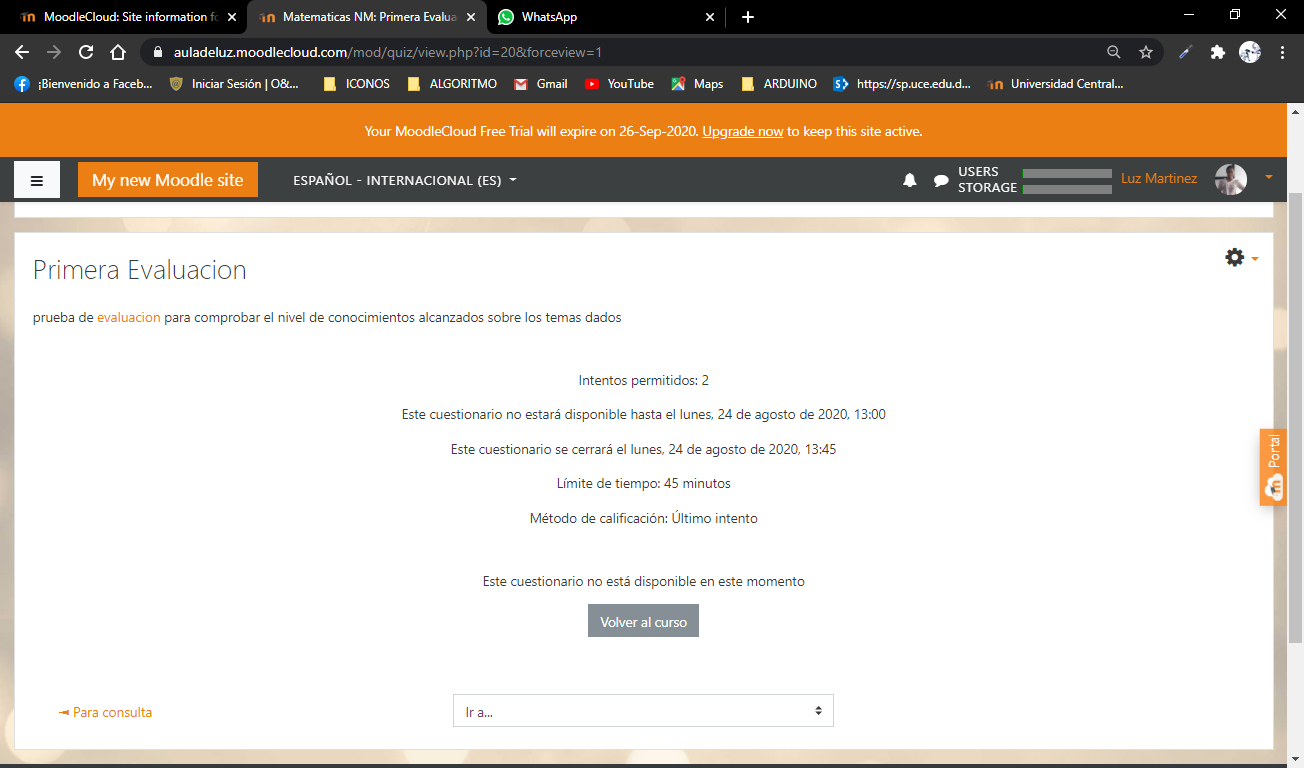 MoodleCloud: Site information fo
Matematicas NM: Primera Evalua
WhatsApp
auladeluz.moodlecloud.com/mod/quiz/view.php?id=20&forceview=1
¡Bienvenido a Faceb...
Iniciar Sesión | O&...
ICONOS
ALGORITMO
Gmail
YouTube
Maps
ARDUINO
https://sp.uce.edu.d...
Universidad Central...
Your MoodleCloud Free Trial will expire on 26-Sep-2020. Upgrade now to keep this site active.
My new Moodle site
ESPAÑOL - INTERNACIONAL (ES)
USERS
STORAGE
Luz Martinez
Primera Evaluacion
prueba de evaluacion para comprobar el nivel de conocimientos alcanzados sobre los temas dados
Intentos permitidos: 2
Este cuestionario no estará disponible hasta el lunes, 24 de agosto de 2020, 13:00
Este cuestionario se cerrará el lunes, 24 de agosto de 2020, 13:45
Portal
Límite de tiempo: 45 minutos
Método de calificación: Último intento
Este cuestionario no está disponible en este momento
Volver al curso
◄ Para consulta
Ir a...